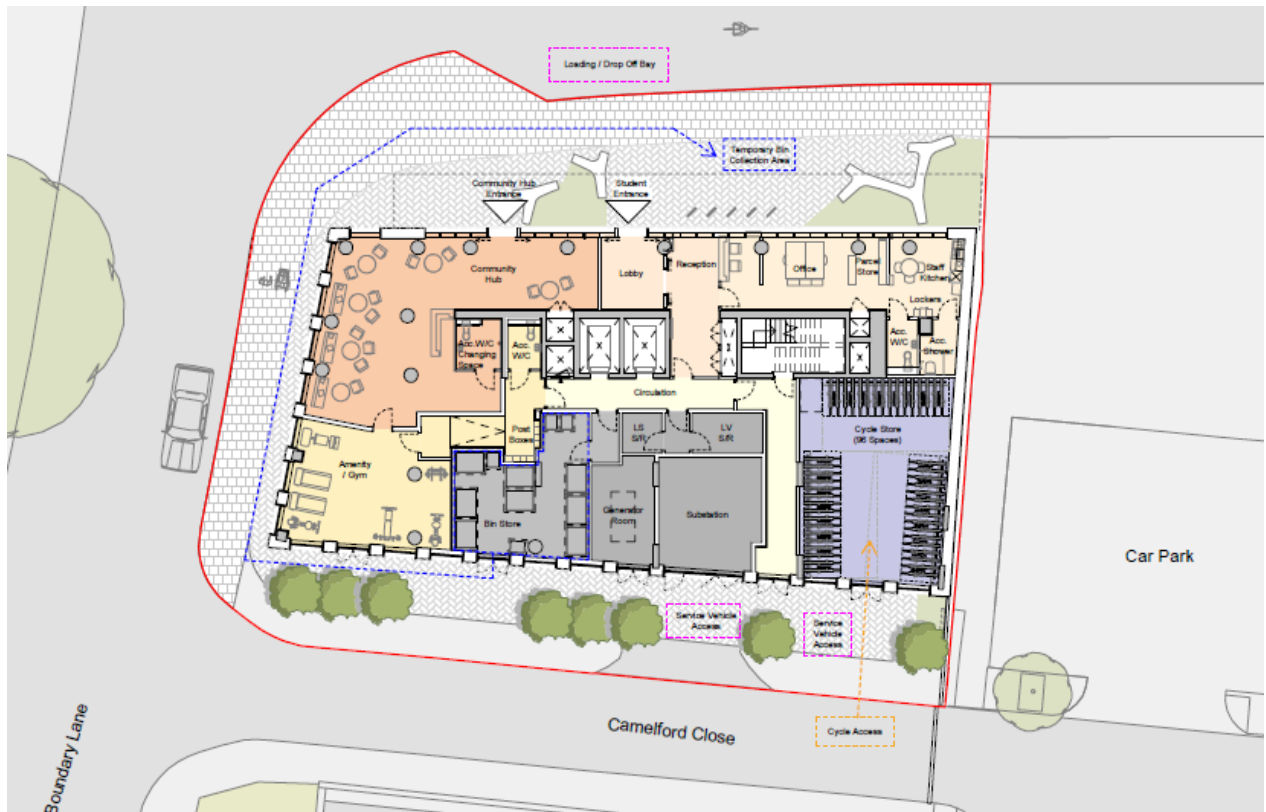 Loading / Drop Off Bay
Temporary Bin
Collection Area
Community Hub
Entrance
Student
Entrance
Community
Hub
Lobby
Reception
Office
Parcel
Store
Staff
Kitchen
Lockers
Acc.W/C +
Changing
Space
Acc.
W/C
Acc.
W/C
Acc.
Shower
Circulation
Cycle Store
(96 Spaces)
Post
Boxes
LS
S/R
LV
S/R
Amenity
/ Gym
Bin Store
Generator
(Room)
Substation
Car Park
Service Vehicle
Access
Service
Vehicle
Access
Camelford Close
Cycle Access
Boundary Lane